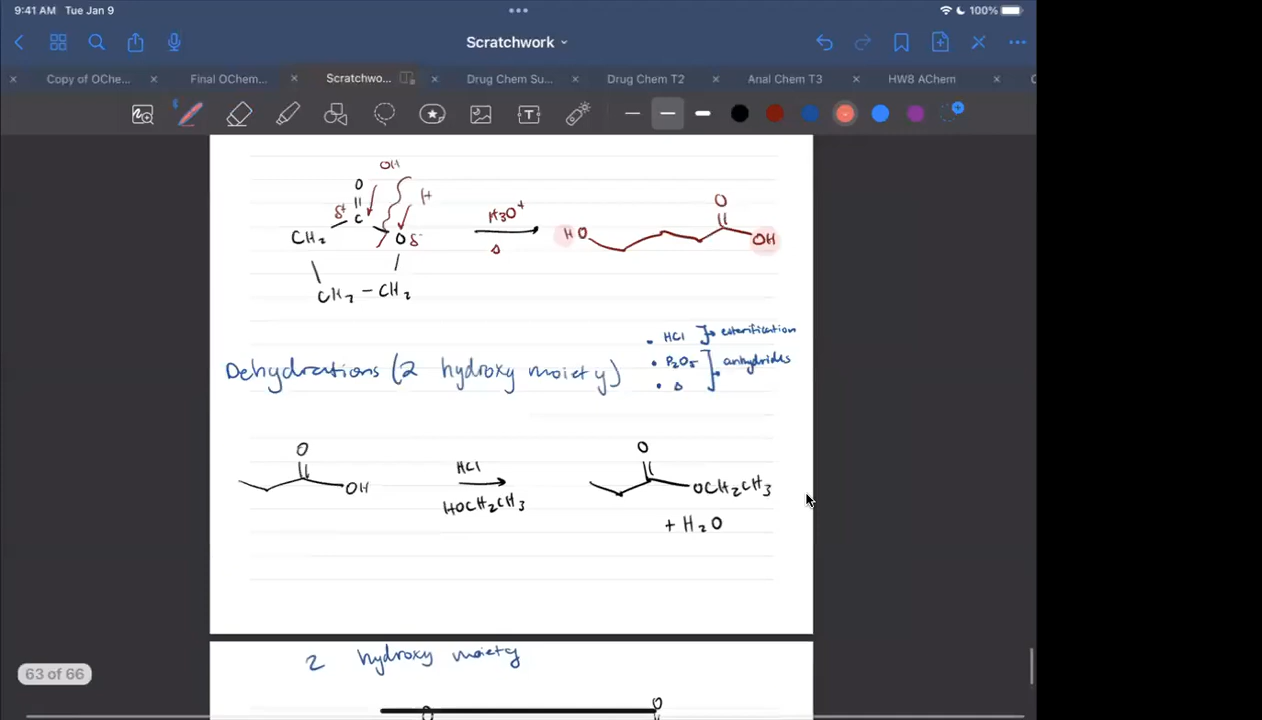 9:41 AM Tue Jan 9
100%
Scratchwork
Copy of OChe...
Final OChem...
Scratchwo...
Drug Chem Su...
Drug Chem T2
Anal Chem T3
HW8 AChem
OH
O
H
δ+
C
CH2
O δ-
CH2 - CH2
H3O+
Δ
HO
O
OH
Dehydrations (2 hydroxy moiety)
• HCl } → esterification
• P2O5
• Δ } → anhydrides
O
OH
HCl
HOCH2CH3
O
OCH2CH3
+ H2O
63 of 66
2 hydroxy moiety
O
O